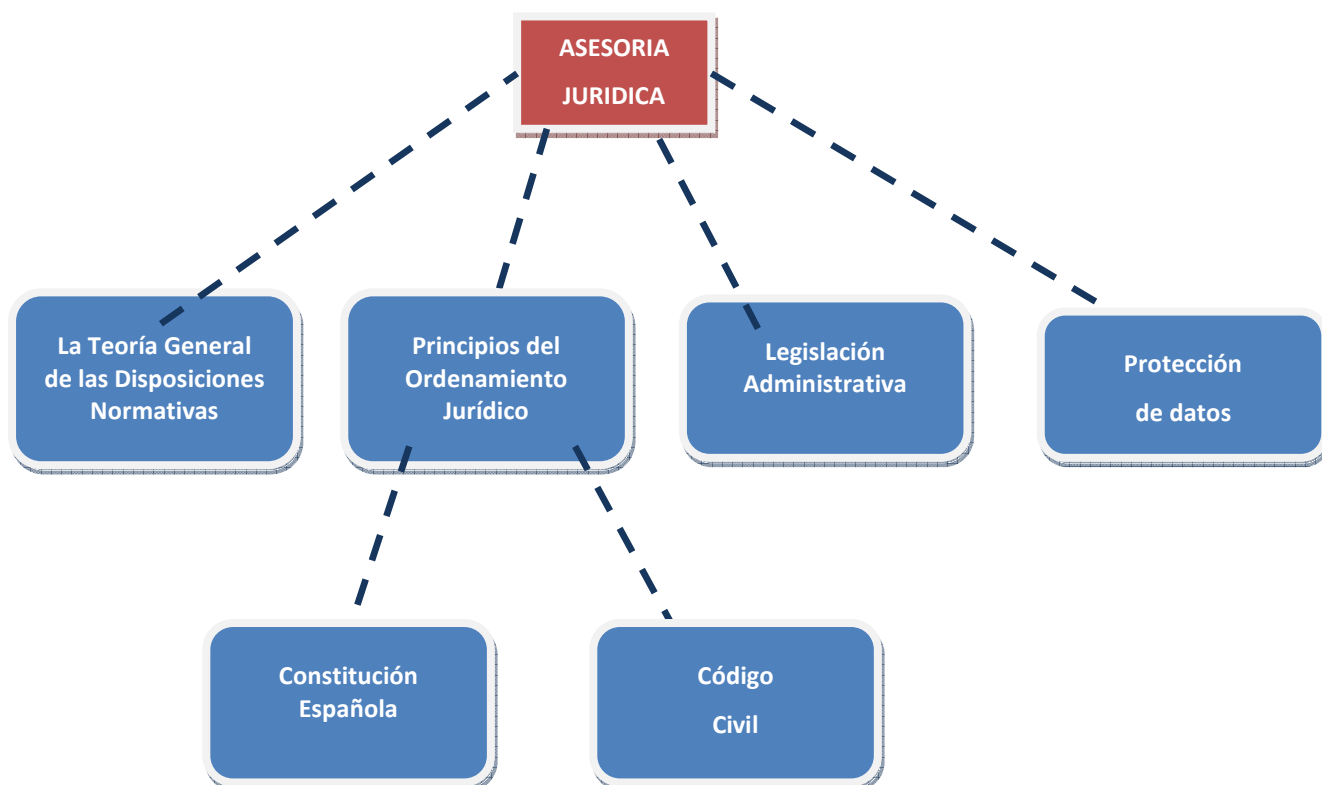 ASESORIA
JURIDICA
La Teoría General
de las Disposiciones
Normativas
Principios del
Ordenamiento
Jurídico
Legislación
Administrativa
Protección
de datos
Constitución
Española
Código
Civil